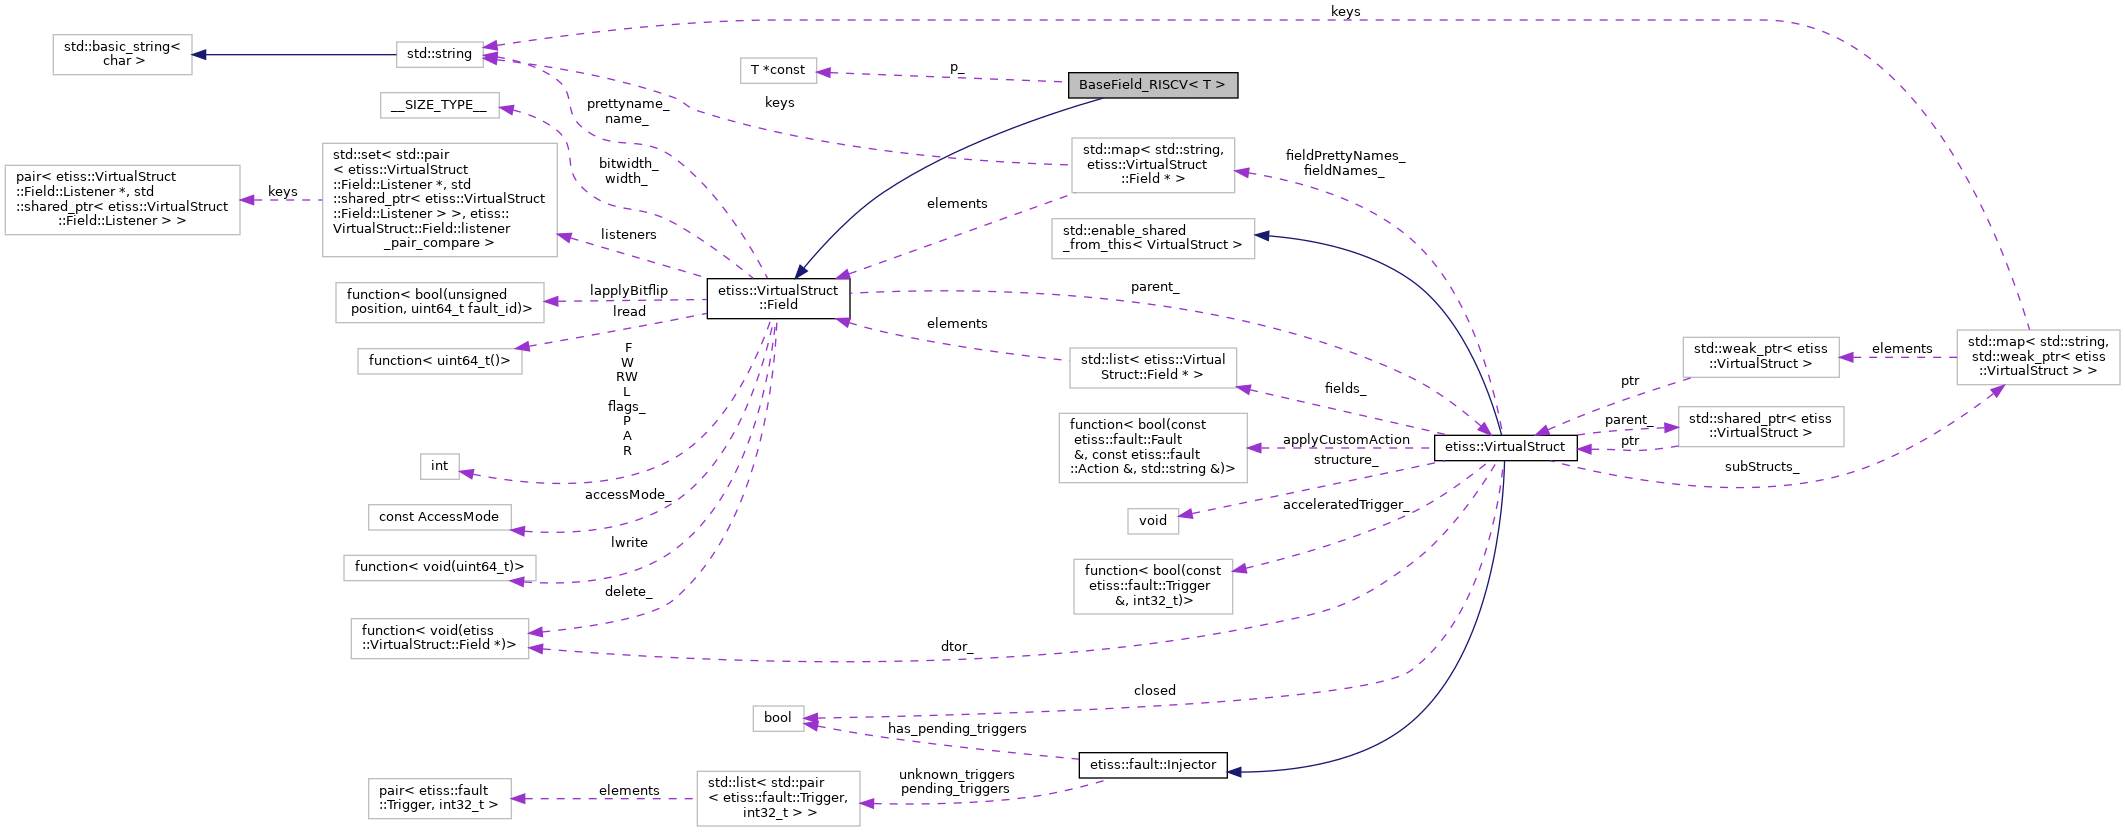 keys
std::basic_string<
char >
std::string
T *const
p_
BaseField_RISCV< T >
__SIZE_TYPE__
prettyname_
name_
keys
std::map< std::string,
etiss::VirtualStruct
::Field * >
fieldPrettyNames_
fieldNames_
pair< etiss::VirtualStruct
::Field::Listener *, std
::shared_ptr< etiss::VirtualStruct
::Field::Listener > >
keys
std::set< std::pair
< etiss::VirtualStruct
::Field::Listener *, std
::shared_ptr< etiss::VirtualStruct
::Field::Listener > >, etiss::
VirtualStruct::Field::listener
_pair_compare >
bitwidth_
width_
listeners
elements
std::enable_shared
_from_this< VirtualStruct >
function< bool(unsigned
position, uint64_t fault_id)>
lapplyBitflip
etiss::VirtualStruct
::Field
parent_
lread
function< uint64_t()>
elements
std::list< etiss::Virtual
Struct::Field * >
fields_
std::weak_ptr< etiss
::VirtualStruct >
elements
std::map< std::string,
std::weak_ptr< etiss
::VirtualStruct > >
F
W
RW
L
flags_
P
A
R
ptr
function< bool(const
etiss::fault::Fault
&, const etiss::fault
::Action &, std::string &)>
applyCustomAction
etiss::VirtualStruct
parent_
ptr
std::shared_ptr< etiss
::VirtualStruct >
int
structure_
subStructs_
accessMode_
const AccessMode
void
acceleratedTrigger_
lwrite
function< void(uint64_t)>
function< bool(const
etiss::fault::Trigger
&, int32_t)>
delete_
function< void(etiss
::VirtualStruct::Field *)>
dtor_
closed
bool
has_pending_triggers
etiss::fault::Injector
pair< etiss::fault
::Trigger, int32_t >
elements
std::list< std::pair
< etiss::fault::Trigger,
int32_t > >
unknown_triggers
pending_triggers